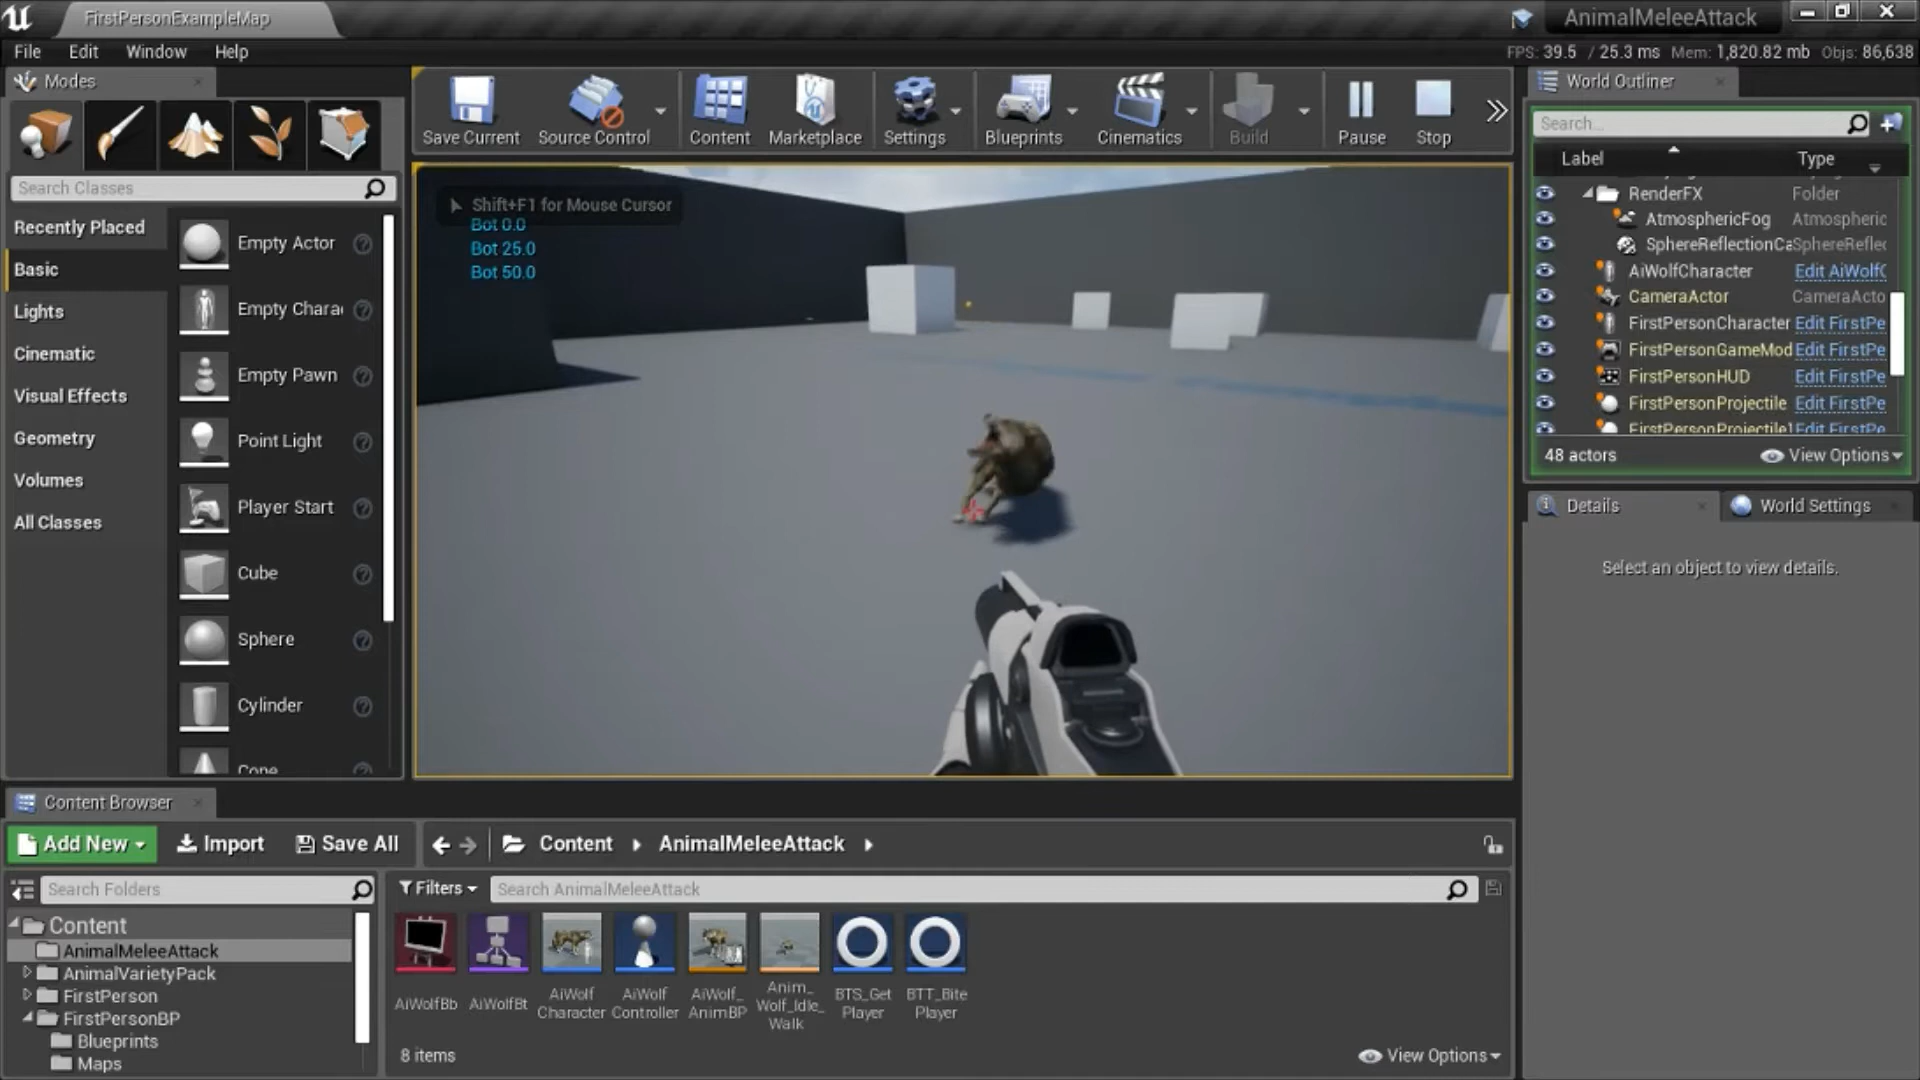 FirstPersonExampleMap
AnimalMeleeAttack
File Edit Window Help
FPS: 39.5 / 25.3 ms Mem: 1,820.82 mb Objs: 86,638
Modes
Save Current
Source Control
Content
Marketplace
Settings
Blueprints
Cinematics
Build
Pause
Stop
World Outliner
Search...
Label Type
Search Classes
Recently Placed
Basic
Lights
Cinematic
Visual Effects
Geometry
Volumes
All Classes
Empty Actor
Empty Chara
Empty Pawn
Point Light
Player Start
Cube
Sphere
Cylinder
Cone
Shift+F1 for Mouse Cursor
Bot 0.0
Bot 25.0
Bot 50.0
RenderFX Folder
AtmosphericFog Atmospheric
SphereReflectionCa SphereReflec
AiWolfCharacter Edit AiWolfC
CameraActor CameraActo
FirstPersonCharacter Edit FirstPe
FirstPersonGameMod Edit FirstPe
FirstPersonHUD Edit FirstPe
FirstPersonProjectile Edit FirstPe
FirstPersonProjectile1 Edit FirstPe
48 actors View Options
Details World Settings
Select an object to view details.
Content Browser
Add New Import Save All Content AnimalMeleeAttack
Search Folders
Filters Search AnimalMeleeAttack
Content
AnimalMeleeAttack
AnimalVarietyPack
FirstPerson
FirstPersonBP
Blueprints
Maps
AiWolfBb
AiWolfBt
AiWolf
Character
AiWolf
Controller
AiWolf_
AnimBP
Anim_
Wolf_Idle_
Walk
BTS_Get
Player
BTT_Bite
Player
8 items View Options